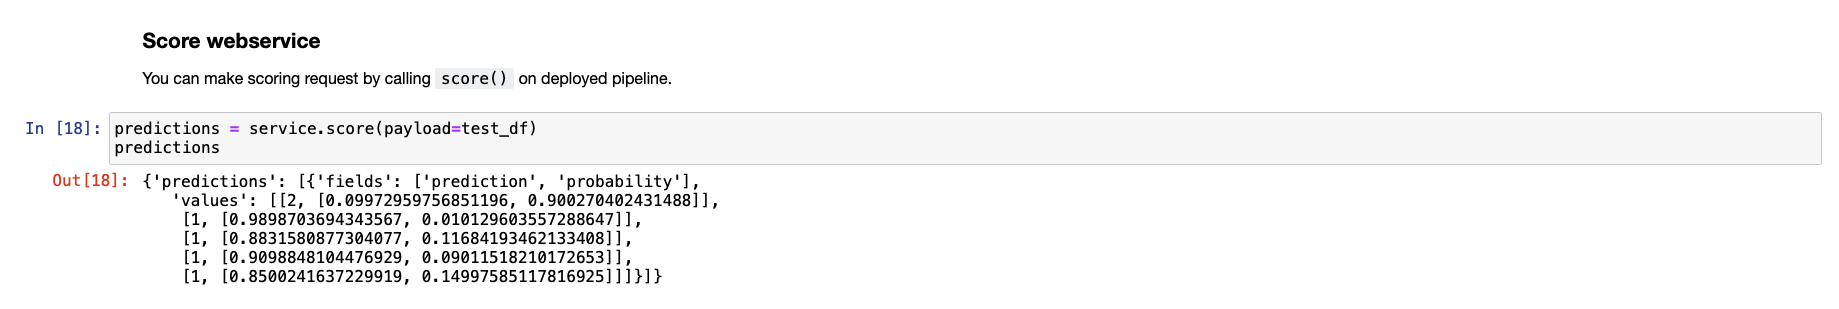 Score webservice
You can make scoring request by calling score() on deployed pipeline.
In [18]: predictions = service.score(payload=test_df)
predictions
Out[18]: {'predictions': [{'fields': ['prediction', 'probability'],
'values': [[2, [0.09972959756851196, 0.900270402431488]],
[1, [0.9898703694343567, 0.010129603557288647]],
[1, [0.8831580877304077, 0.11684193462133408]],
[1, [0.9098848104476929, 0.09011518210172653]],
[1, [0.8500241637229919, 0.14997585117816925]]]}]}